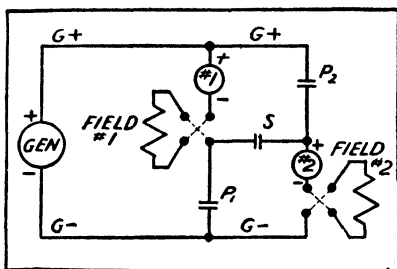 G+ G+
+
#1
-
P2
FIELD
#1
+
GEN
-
S
+
#2
-
FIELD
#2
P1
G- G-